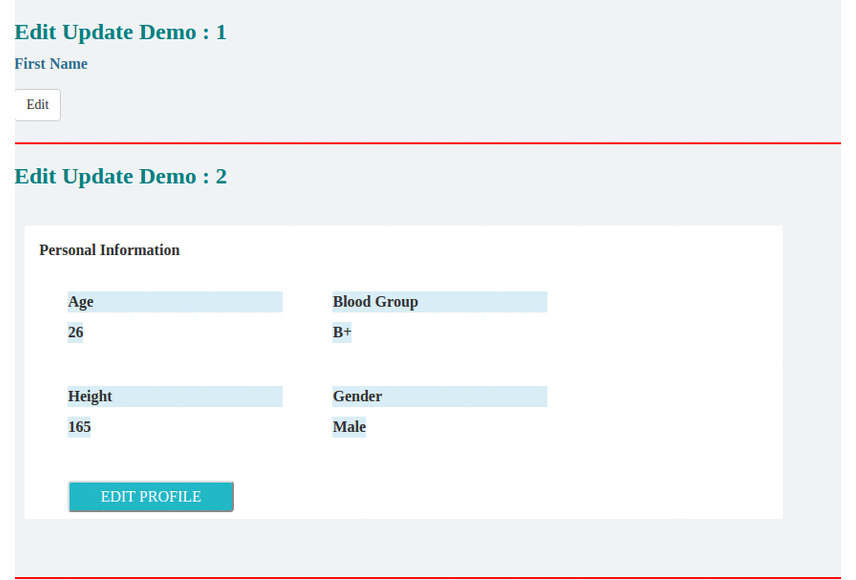 Edit Update Demo : 1
First Name
Edit
Edit Update Demo : 2
Personal Information
Age Blood Group
26 B+
Height Gender
165 Male
EDIT PROFILE